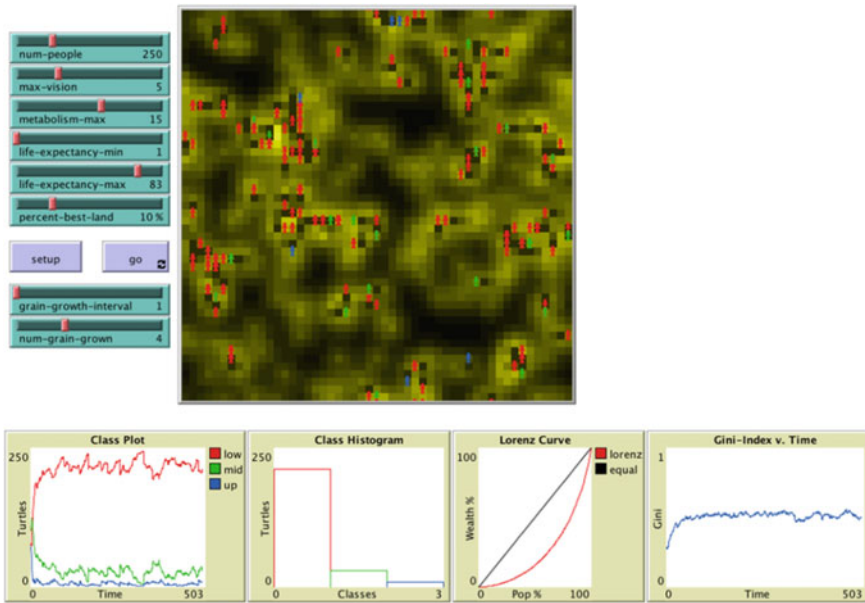 num-people 250
max-vision 5
metabolism-max 15
life-expectancy-min 1
life-expectancy-max 83
percent-best-land 10 %
setup go
grain-growth-interval 1
num-grain-grown 4
Class Plot
250
Turtles
0
0 Time 503
low
mid
up
Class Histogram
250
Turtles
0
0 Classes 3
Lorenz Curve
100
Wealth %
0
0 Pop % 100
lorenz
equal
Gini-Index v. Time
1
Gini
0
0 Time 503